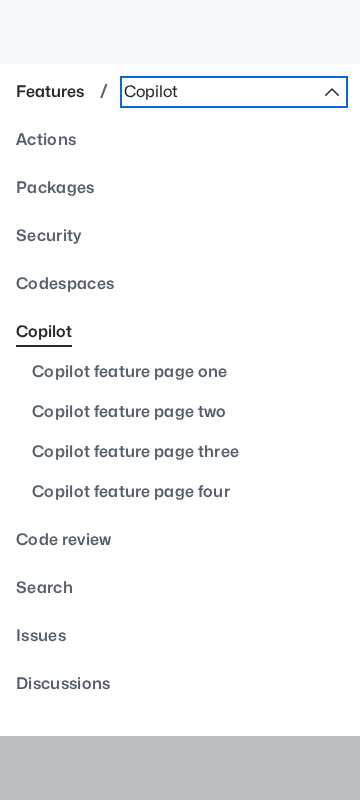 Features / Copilot
Actions
Packages
Security
Codespaces
Copilot
Copilot feature page one
Copilot feature page two
Copilot feature page three
Copilot feature page four
Code review
Search
Issues
Discussions